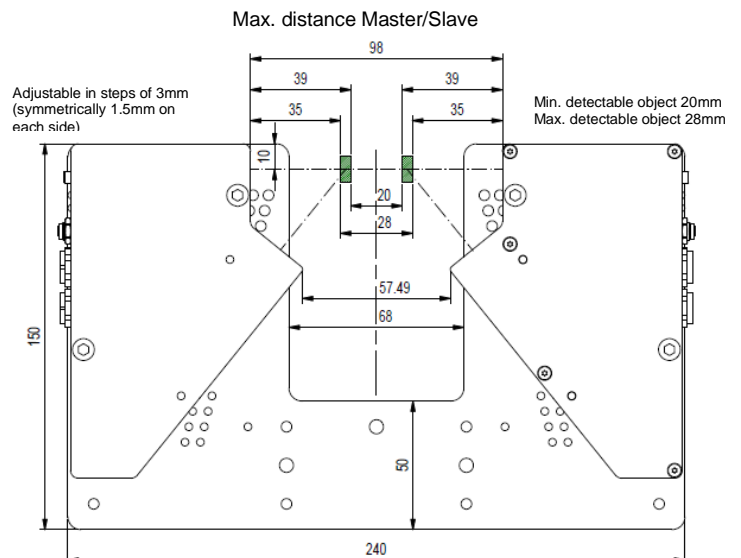 Max. distance Master/Slave
98
39
39
Adjustable in steps of 3mm
(symmetrically 1.5mm on
each side)
Min. detectable object 20mm
Max. detectable object 28mm
35
35
10
20
28
57.49
68
150
50
240